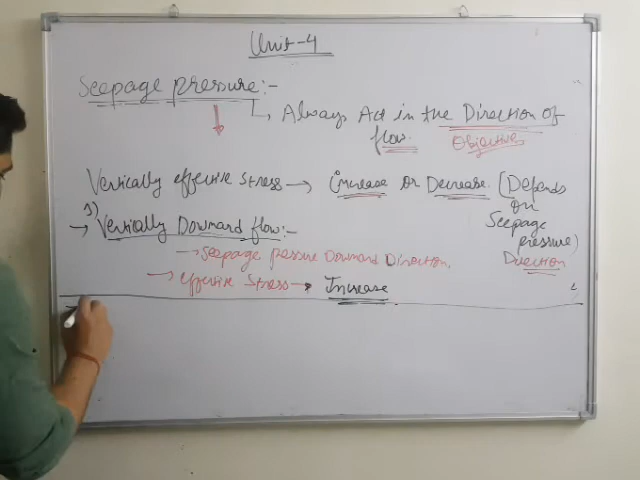 Unit-4
Seepage pressure:-
↳ Always Act in the Direction of
flow. Objective
Vertically effective stress → Increase or Decrease. [Depends
on
Seepage
pressure)
Direction
1)
→ Vertically Downward flow:-
→ Seepage pressure Downward Direction.
→ effective Stress → Increase